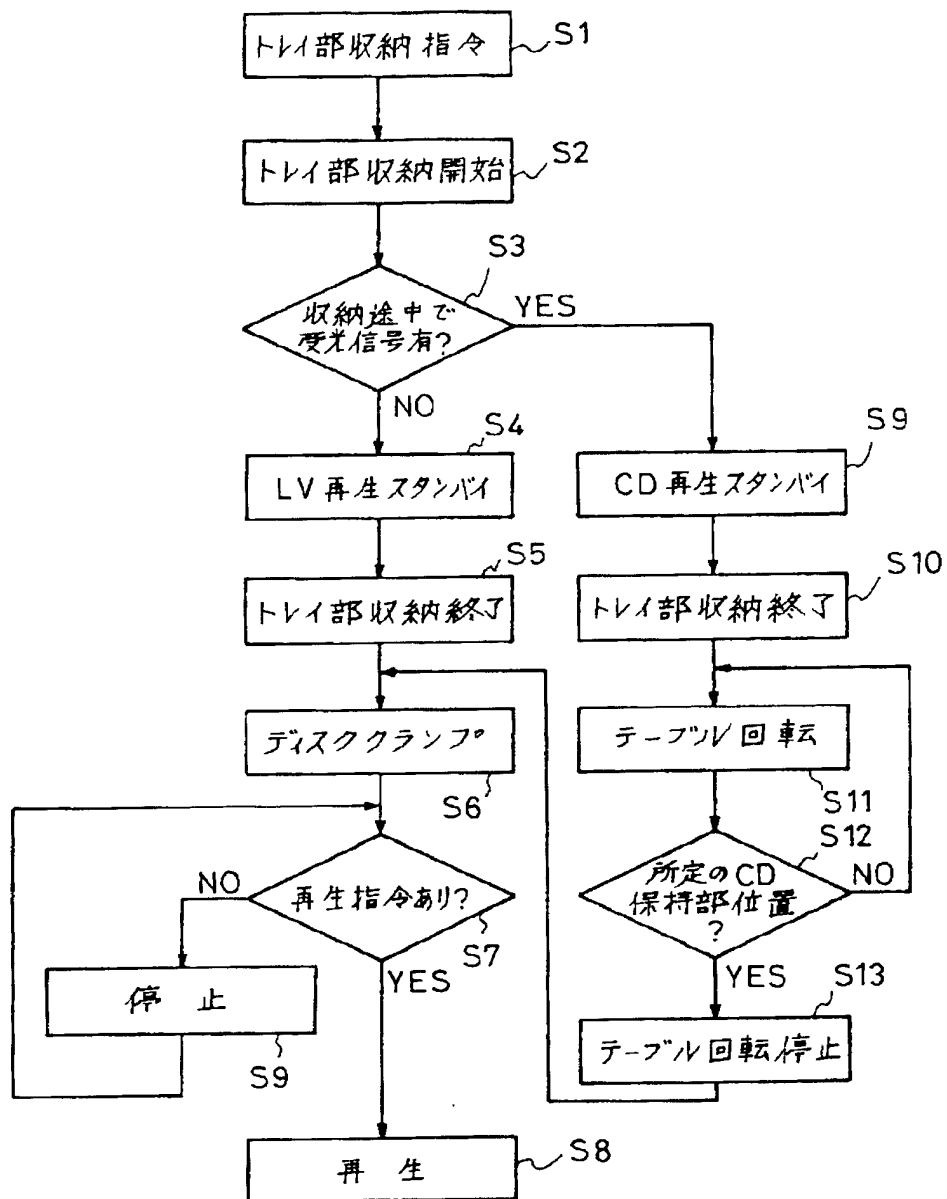 トレイ部収納指令
S1
トレイ部収納開始
S2
収納途中で
受光信号有?
S3
YES
NO
LV再生スタンバイ
S4
CD再生スタンバイ
S9
トレイ部収納終了
S5
トレイ部収納終了
S10
ディスククランプ
S6
テーブル回転
S11
再生指令あり?
S7
NO
YES
所定のCD
保持部位置
?
S12
NO
YES
停止
S9
テーブル回転停止
S13
再生
S8